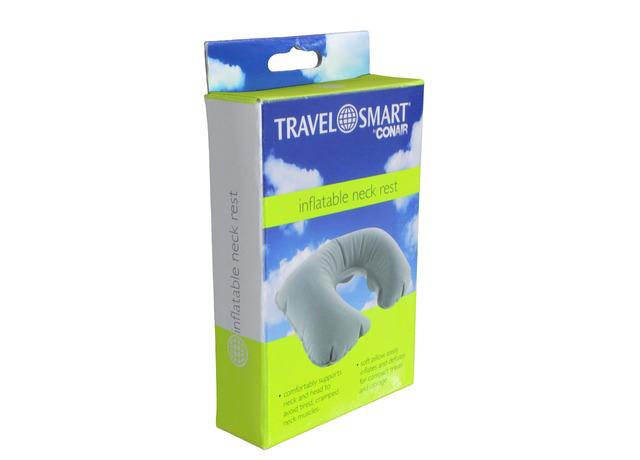 TRAVEL SMART®
by CONAIR
inflatable neck rest
• comfortably supports
neck and head to
avoid tired, cramped
neck muscles
• soft pillow easily
inflates and deflates
for compact travel
and storage
inflatable neck rest